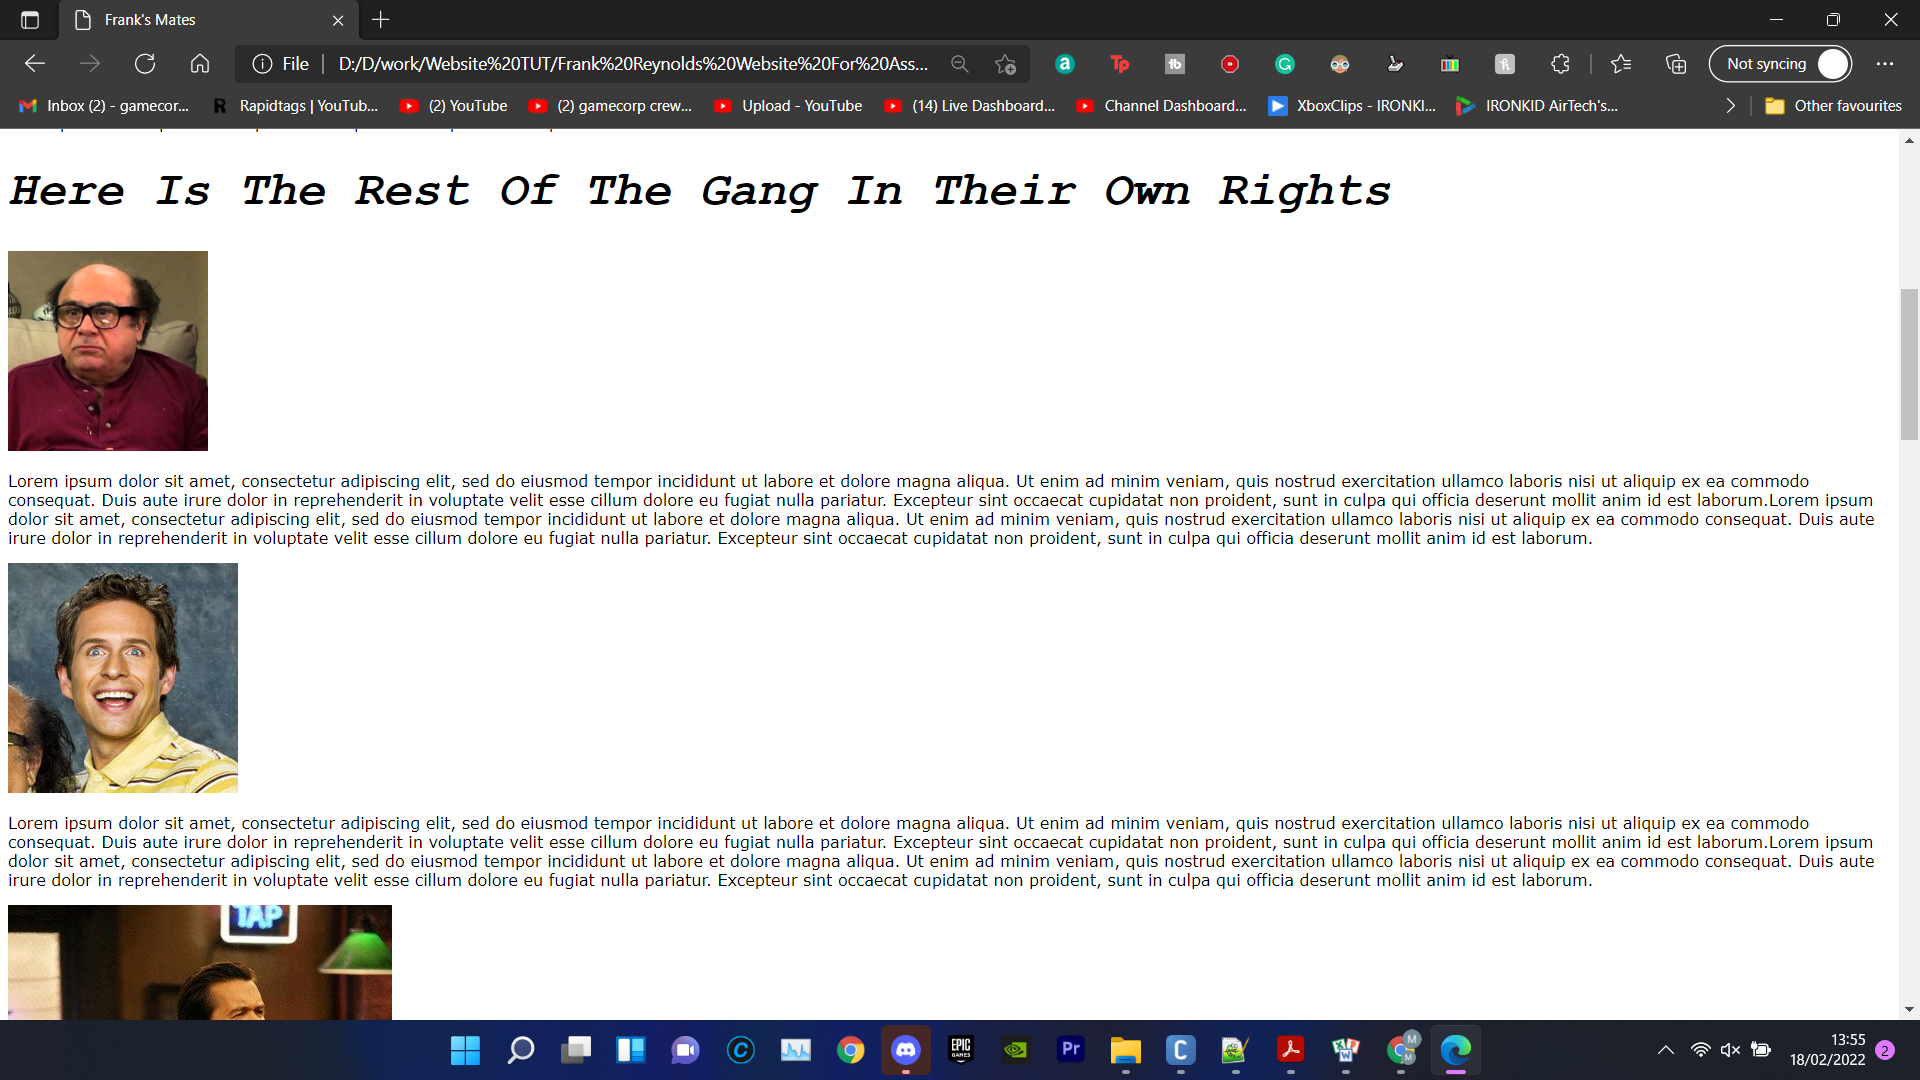 Frank's Mates
File
D:/D/work/Website%20TUT/Frank%20Reynolds%20Website%20For%20Ass...
Not syncing
Inbox (2) - gamecor...
Rapidtags | YouTub...
(2) YouTube
(2) gamecorp crew...
Upload - YouTube
(14) Live Dashboard...
Channel Dashboard...
XboxClips - IRONKI...
IRONKID AirTech's...
Other favourites
Here Is The Rest Of The Gang In Their Own Rights
Lorem ipsum dolor sit amet, consectetur adipiscing elit, sed do eiusmod tempor incididunt ut labore et dolore magna aliqua. Ut enim ad minim veniam, quis nostrud exercitation ullamco laboris nisi ut aliquip ex ea commodo
consequat. Duis aute irure dolor in reprehenderit in voluptate velit esse cillum dolore eu fugiat nulla pariatur. Excepteur sint occaecat cupidatat non proident, sunt in culpa qui officia deserunt mollit anim id est laborum.Lorem ipsum
dolor sit amet, consectetur adipiscing elit, sed do eiusmod tempor incididunt ut labore et dolore magna aliqua. Ut enim ad minim veniam, quis nostrud exercitation ullamco laboris nisi ut aliquip ex ea commodo consequat. Duis aute
irure dolor in reprehenderit in voluptate velit esse cillum dolore eu fugiat nulla pariatur. Excepteur sint occaecat cupidatat non proident, sunt in culpa qui officia deserunt mollit anim id est laborum.
Lorem ipsum dolor sit amet, consectetur adipiscing elit, sed do eiusmod tempor incididunt ut labore et dolore magna aliqua. Ut enim ad minim veniam, quis nostrud exercitation ullamco laboris nisi ut aliquip ex ea commodo
consequat. Duis aute irure dolor in reprehenderit in voluptate velit esse cillum dolore eu fugiat nulla pariatur. Excepteur sint occaecat cupidatat non proident, sunt in culpa qui officia deserunt mollit anim id est laborum.Lorem ipsum
dolor sit amet, consectetur adipiscing elit, sed do eiusmod tempor incididunt ut labore et dolore magna aliqua. Ut enim ad minim veniam, quis nostrud exercitation ullamco laboris nisi ut aliquip ex ea commodo consequat. Duis aute
irure dolor in reprehenderit in voluptate velit esse cillum dolore eu fugiat nulla pariatur. Excepteur sint occaecat cupidatat non proident, sunt in culpa qui officia deserunt mollit anim id est laborum.
TAP
EPIC
GAMES
Pr
13:55
18/02/2022
2